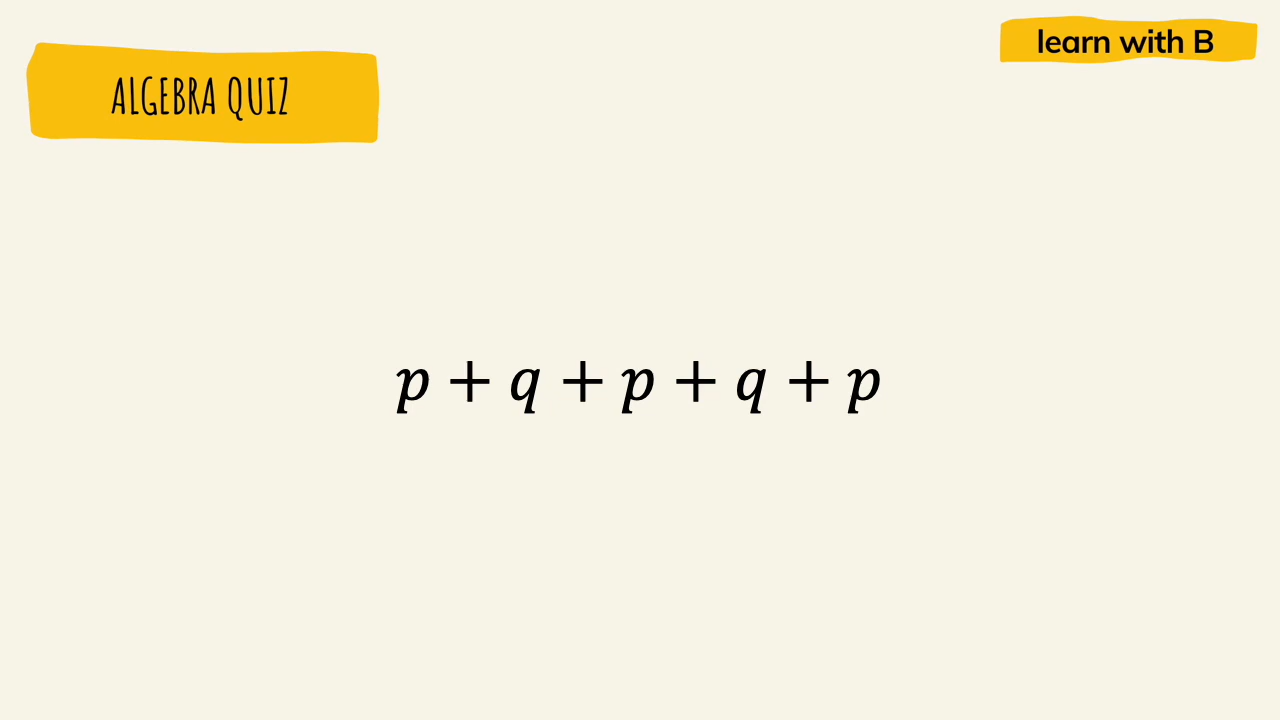 learn with B
ALGEBRA QUIZ
p + q + p + q + p